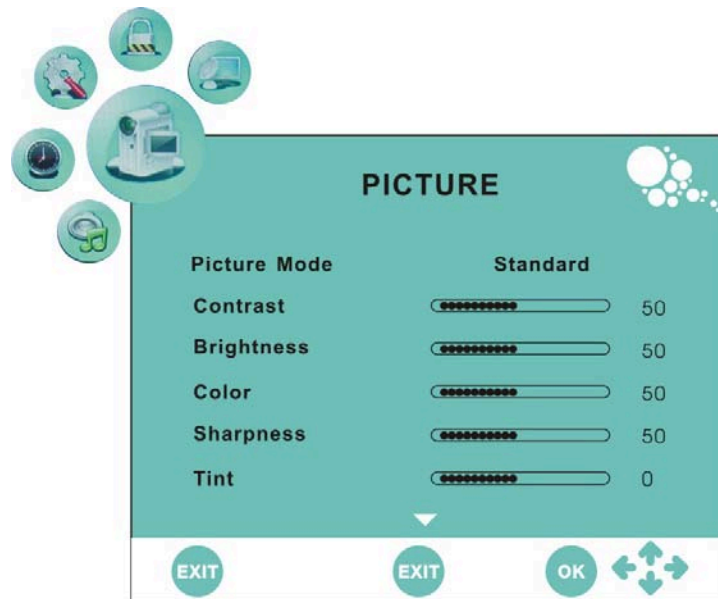 PICTURE
Picture Mode Standard
Contrast 50
Brightness 50
Color 50
Sharpness 50
Tint 0
EXIT EXIT OK